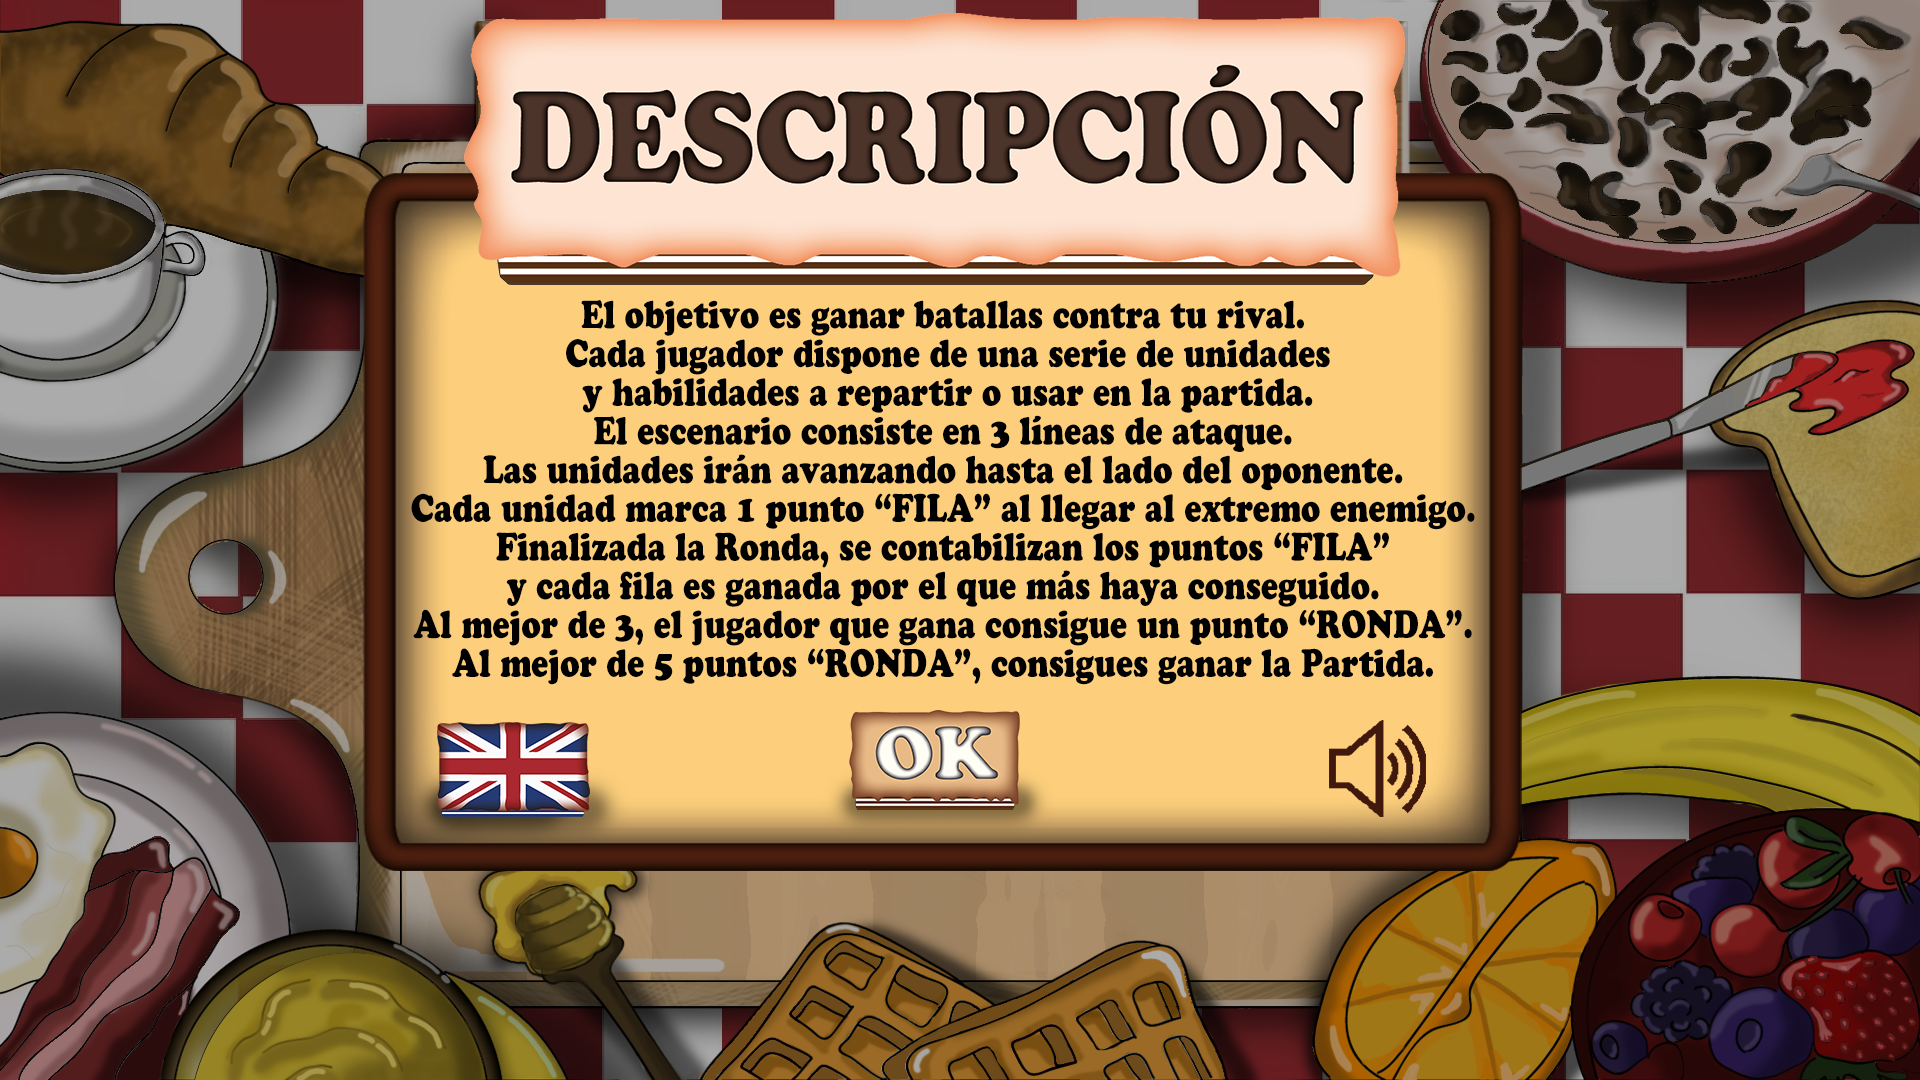 DESCRIPCIÓN
El objetivo es ganar batallas contra tu rival.
Cada jugador dispone de una serie de unidades
y habilidades a repartir o usar en la partida.
El escenario consiste en 3 líneas de ataque.
Las unidades irán avanzando hasta el lado del oponente.
Cada unidad marca 1 punto “FILA” al llegar al extremo enemigo.
Finalizada la Ronda, se contabilizan los puntos “FILA”
y cada fila es ganada por el que más haya conseguido.
Al mejor de 3, el jugador que gana consigue un punto “RONDA”.
Al mejor de 5 puntos “RONDA”, consigues ganar la Partida.
OK